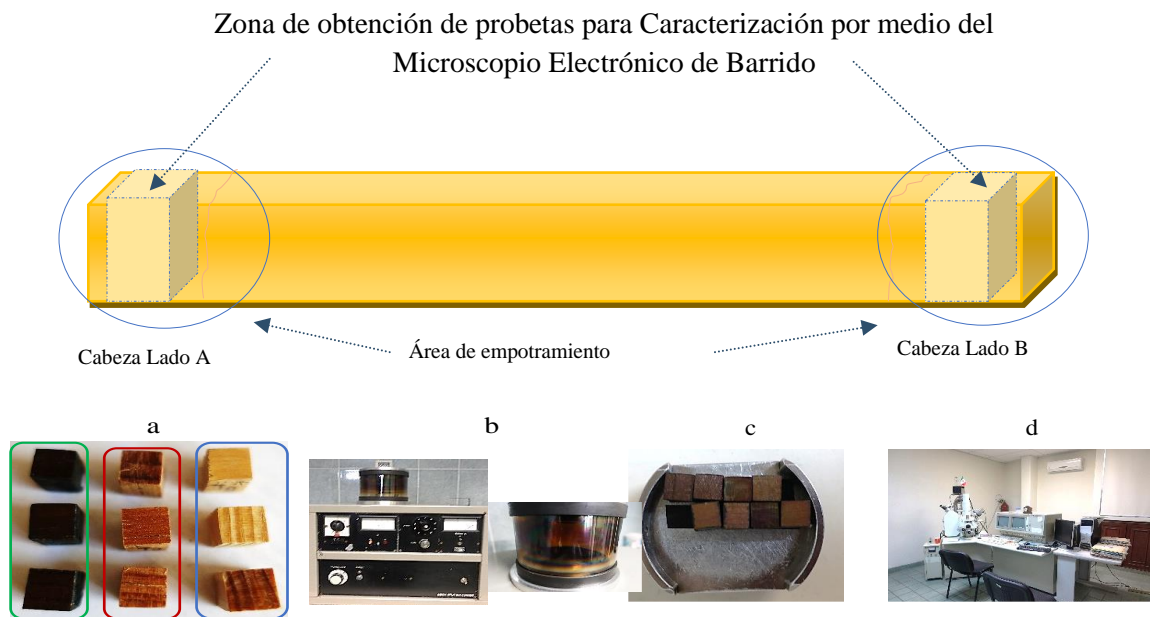 Zona de obtención de probetas para Caracterización por medio del
Microscopio Electrónico de Barrido
Cabeza Lado A
Área de empotramiento
Cabeza Lado B
a
b
c
d